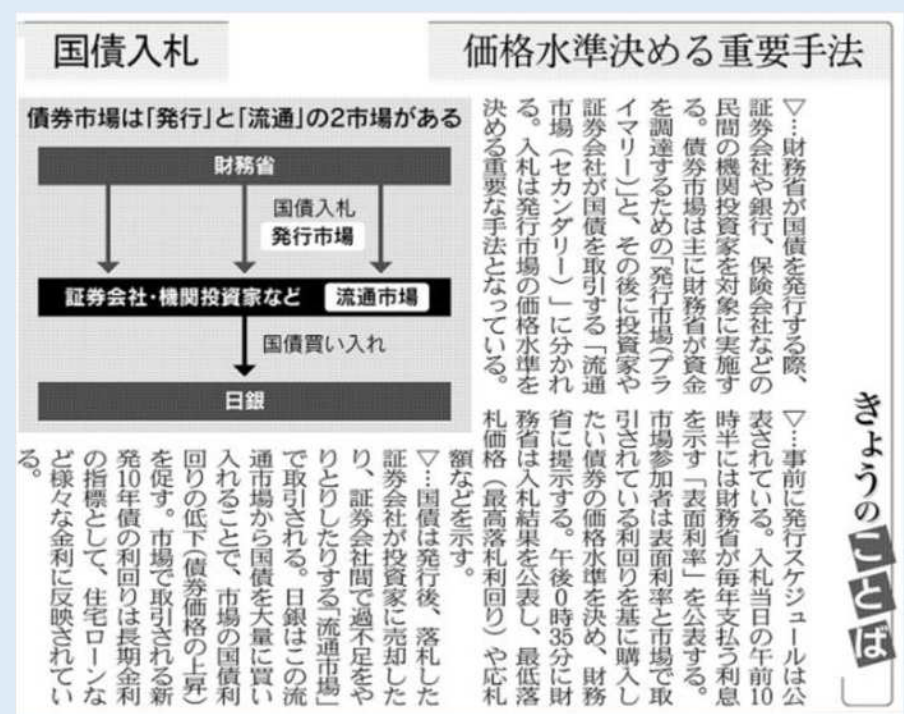 国債入札
価格水準決める重要手法
きょうのことば
▽…財務省が国債を発行する際、
証券会社や銀行、保険会社などの
民間の機関投資家を対象に実施す
る。債券市場は主に財務省が資金
を調達するための「発行市場(プラ
イマリー)」と、その後に投資家や
証券会社が国債を取引する「流通
市場(セカンダリー)」に分かれ
る。入札は発行市場の価格水準を
決める重要な手法となっている。
▽…事前に発行スケジュールは公
表されている。入札当日の午前10
時半には財務省が毎年支払う利息
を示す「表面利率」を公表する。
市場参加者は表面利率と市場で取
引されている利回りを基に購入し
たい債券の価格水準を決め、財務
省に提示する。午後0時35分に財
務省は入札結果を公表し、最低落
札価格(最高落札利回り)や応札
額などを示す。
▽…国債は発行後、落札した
証券会社が投資家に売却した
り、証券会社間で過不足をや
りとりしたりする「流通市場」
で取引される。日銀はこの流
通市場から国債を大量に買い
入れることで、市場の国債利
回りの低下(債券価格の上昇)
を促す。市場で取引される新
発10年債の利回りは長期金利
の指標として、住宅ローンな
ど様々な金利に反映されてい
る。
債券市場は「発行」と「流通」の2市場がある
財務省
国債入札
発行市場
証券会社・機関投資家など 流通市場
国債買い入れ
日銀